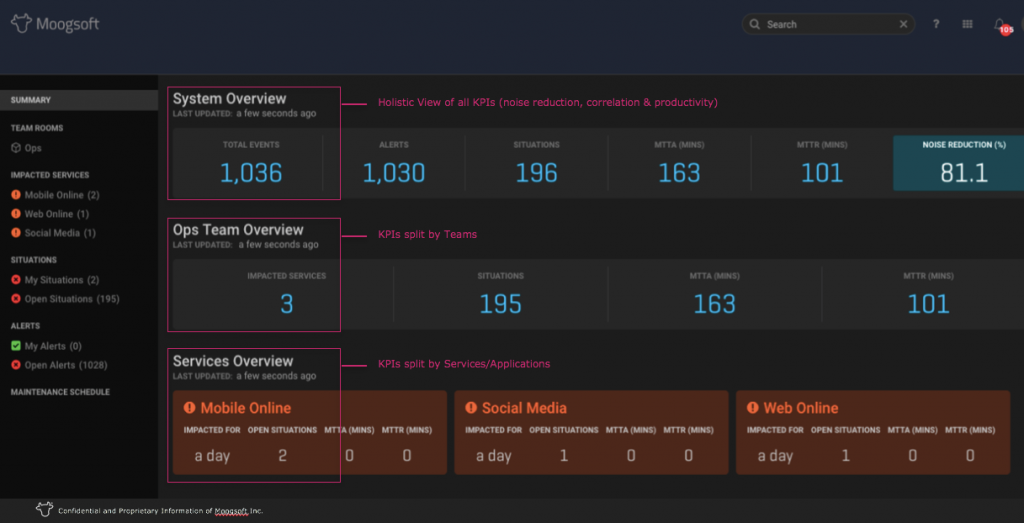 Moogsoft
Search
?
105
SUMMARY
TEAM ROOMS
Ops
IMPACTED SERVICES
Mobile Online (2)
Web Online (1)
Social Media (1)
SITUATIONS
My Situations (2)
Open Situations (195)
ALERTS
My Alerts (0)
Open Alerts (1028)
MAINTENANCE SCHEDULE
System Overview
LAST UPDATED: a few seconds ago
Holistic View of all KPIs (noise reduction, correlation & productivity)
TOTAL EVENTS ALERTS SITUATIONS MTTA (MINS) MTTR (MINS) NOISE REDUCTION (%)
1,036 1,030 196 163 101 81.1
Ops Team Overview
LAST UPDATED: a few seconds ago
KPIs split by Teams
IMPACTED SERVICES SITUATIONS MTTA (MINS) MTTR (MINS)
3 195 163 101
Services Overview
LAST UPDATED: a few seconds ago
KPIs split by Services/Applications
Mobile Online
IMPACTED FOR OPEN SITUATIONS MTTA (MINS) MTTR (MINS)
a day 2 0 0
Social Media
IMPACTED FOR OPEN SITUATIONS MTTA (MINS) MTTR (MINS)
a day 1 0 0
Web Online
IMPACTED FOR OPEN SITUATIONS MTTA (MINS) MTTR (MINS)
a day 1 0 0
Confidential and Proprietary Information of Moogsoft Inc.